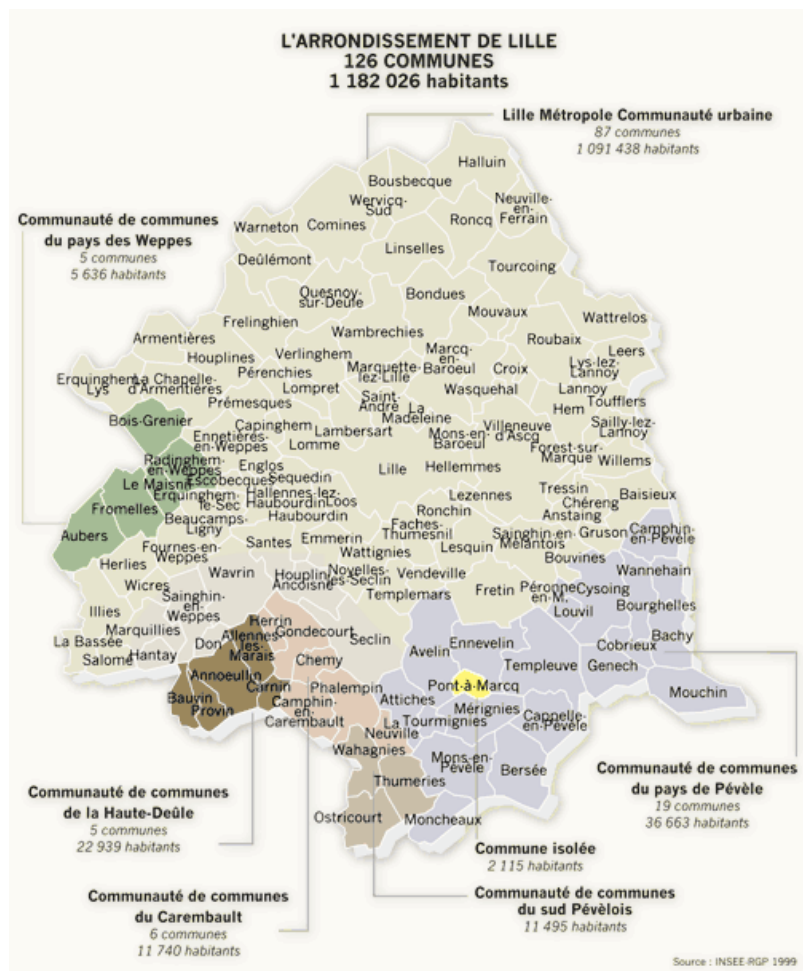 L'ARRONDISSEMENT DE LILLE
126 COMMUNES
1 182 026 habitants
Lille Métropole Communauté urbaine
87 communes
1 091 438 habitants
Communauté de communes
du pays des Weppes
5 communes
5 636 habitants
Halluin
Bousbecque
Wervicq-
Sud
Neuville-
en-
Ferrain
Roncq
Warneton
Comines
Linselles
Deûlémont
Tourcoing
Quesnoy-
sur-Deule
Bondues
Mouvaux
Wattrelos
Frelinghien
Wambrechies
Armentières
Roubaix
Houplines
Verlinghem
Marcq-
en-
Baroeul
Leers
Marquette-
lez-Lille
Croix
Lys-lez-
Lannoy
Pérenchies
Erquinghem-
Lys
La Chapelle-
d'Armentières
Lompret
Wasquehal
Lannoy
Prémesques
Saint-
André
La
Madeleine
Hem
Toufflers
Bois-Grenier
Capinghem
Lambersart
Mons-en-
Baroeul
Villeneuve
d'Ascq
Sailly-lez-
Lannoy
Ennetières-
en-Weppes
Lomme
Forest-sur-
Marque
Willems
Radinghem-
en-Weppes
Englos
Lille
Hellemmes
Le Maisnil
Escobecques
Sequedin
Tressin
Erquinghem-
Te-Sec
Hallennes-lez-
Haubourdin
Loos
Lezennes
Chéreng
Baisieux
Fromelles
Beaucamps-
Ligny
Haubourdin
Ronchin
Anstaing
Aubers
Faches-
Thumesnil
Sainghin-en-
Mélantois
Gruson
Camphin-
en-Pévèle
Fournes-en-
Weppes
Santes
Emmerin
Wattignies
Lesquin
Bouvines
Herlies
Wavrin
Houplin-
Ancoisne
Noyelles-
les-Seclin
Vendeville
Wannehain
Wicres
Templemars
Fretin
Péronne-
en-M.
Cysoing
Sainghin-
en-
Weppes
Louvil
Bourghelles
Illies
Marquillies
Herrin
La Bassée
Don
Allennes-
les-
Marais
Gondecourt
Seclin
Ennevelin
Bachy
Salomé
Hantay
Avelin
Cobrieux
Chemy
Templeuve
Genech
Annoeullin
Carnin
Phalempin
Pont-à-Marcq
Mouchin
Bauvin
Provin
Camphin-
en-
Carembault
Attiches
Mérignies
La
Neuville
Tourmignies
Cappelle-
en-Pévèle
Wahagnies
Mons-en-
Pévèle
Bersée
Thumeries
Ostricourt
Moncheaux
Communauté de communes
du pays de Pévèle
19 communes
36 663 habitants
Communauté de communes
de la Haute-Deûle
5 communes
22 939 habitants
Commune isolée
2 115 habitants
Communauté de communes
du Carembault
6 communes
11 740 habitants
Communauté de communes
du sud Pévèlois
11 495 habitants
Source : INSEE-RGP 1999